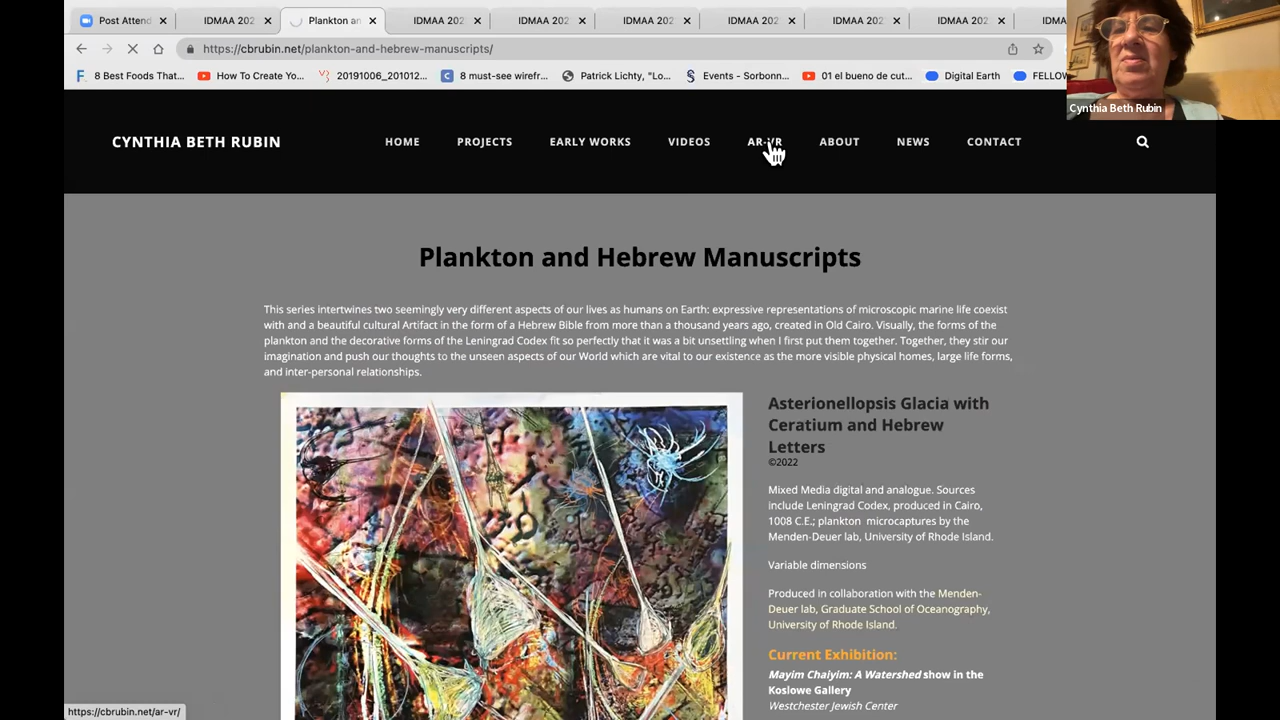 Post Attend
IDMAA 202
Plankton an
IDMAA 202
IDMAA 202
IDMAA 202
IDMAA 202
IDMAA 202
IDMAA 202
IDMA
https://cbrubin.net/plankton-and-hebrew-manuscripts/
8 Best Foods That...
How To Create Yo...
20191006_201012...
8 must-see wirefr...
Patrick Lichty, "Lo...
Events - Sorbonn...
01 el bueno de cut...
Digital Earth
FELLOW
Cynthia Beth Rubin
CYNTHIA BETH RUBIN
HOME
PROJECTS
EARLY WORKS
VIDEOS
AR-VR
ABOUT
NEWS
CONTACT
Plankton and Hebrew Manuscripts
This series intertwines two seemingly very different aspects of our lives as humans on Earth: expressive representations of microscopic marine life coexist
with and a beautiful cultural Artifact in the form of a Hebrew Bible from more than a thousand years ago, created in Old Cairo. Visually, the forms of the
plankton and the decorative forms of the Leningrad Codex fit so perfectly that it was a bit unsettling when I first put them together. Together, they stir our
imagination and push our thoughts to the unseen aspects of our World which are vital to our existence as the more visible physical homes, large life forms,
and inter-personal relationships.
Asterionellopsis Glacia with
Ceratium and Hebrew
Letters
©2022
Mixed Media digital and analogue. Sources
include Leningrad Codex, produced in Cairo,
1008 C.E.; plankton microcaptures by the
Menden-Deuer lab, University of Rhode Island.
Variable dimensions
Produced in collaboration with the Menden-
Deuer lab, Graduate School of Oceanography,
University of Rhode Island.
Current Exhibition:
Mayim Chaiyim: A Watershed show in the
Koslowe Gallery
Westchester Jewish Center
https://cbrubin.net/ar-vr/